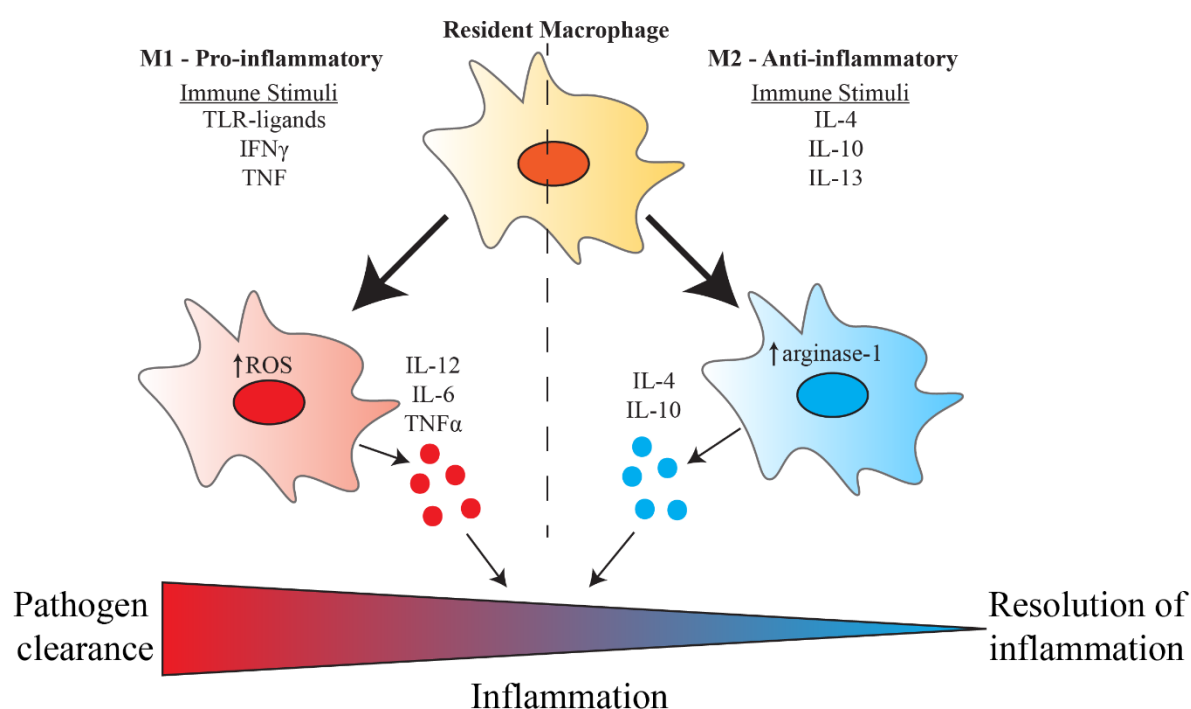 Resident Macrophage
M1 - Pro-inflammatory
Immune Stimuli
TLR-ligands
IFNγ
TNF
M2 - Anti-inflammatory
Immune Stimuli
IL-4
IL-10
IL-13
↑ROS
IL-12
IL-6
TNFα
IL-4
IL-10
↑arginase-1
Pathogen
clearance
Inflammation
Resolution of
inflammation